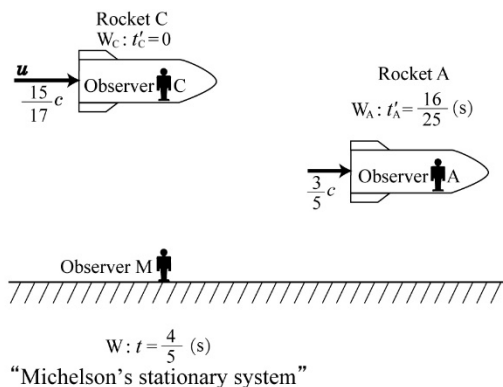 Rocket C
W_C : t'_C = 0
u
15/17 c
Observer C
Rocket A
W_A : t'_A = 16/25 (s)
3/5 c
Observer A
Observer M
W : t = 4/5 (s)
“Michelson’s stationary system”